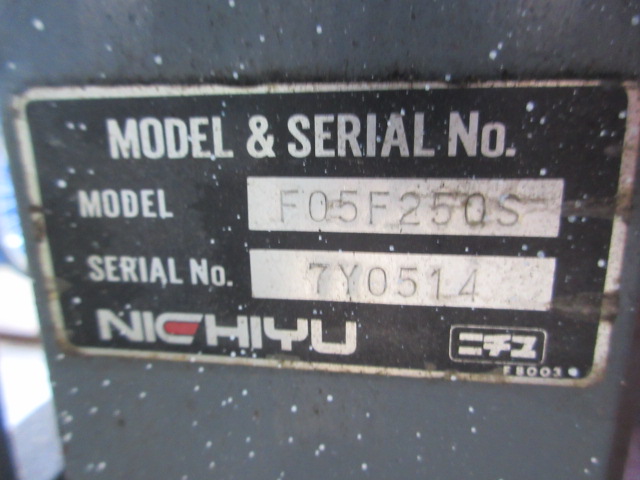 MODEL & SERIAL No.
MODEL F05F250S
SERIAL No. 7Y0514
NICHIYU ニチユ
F8003